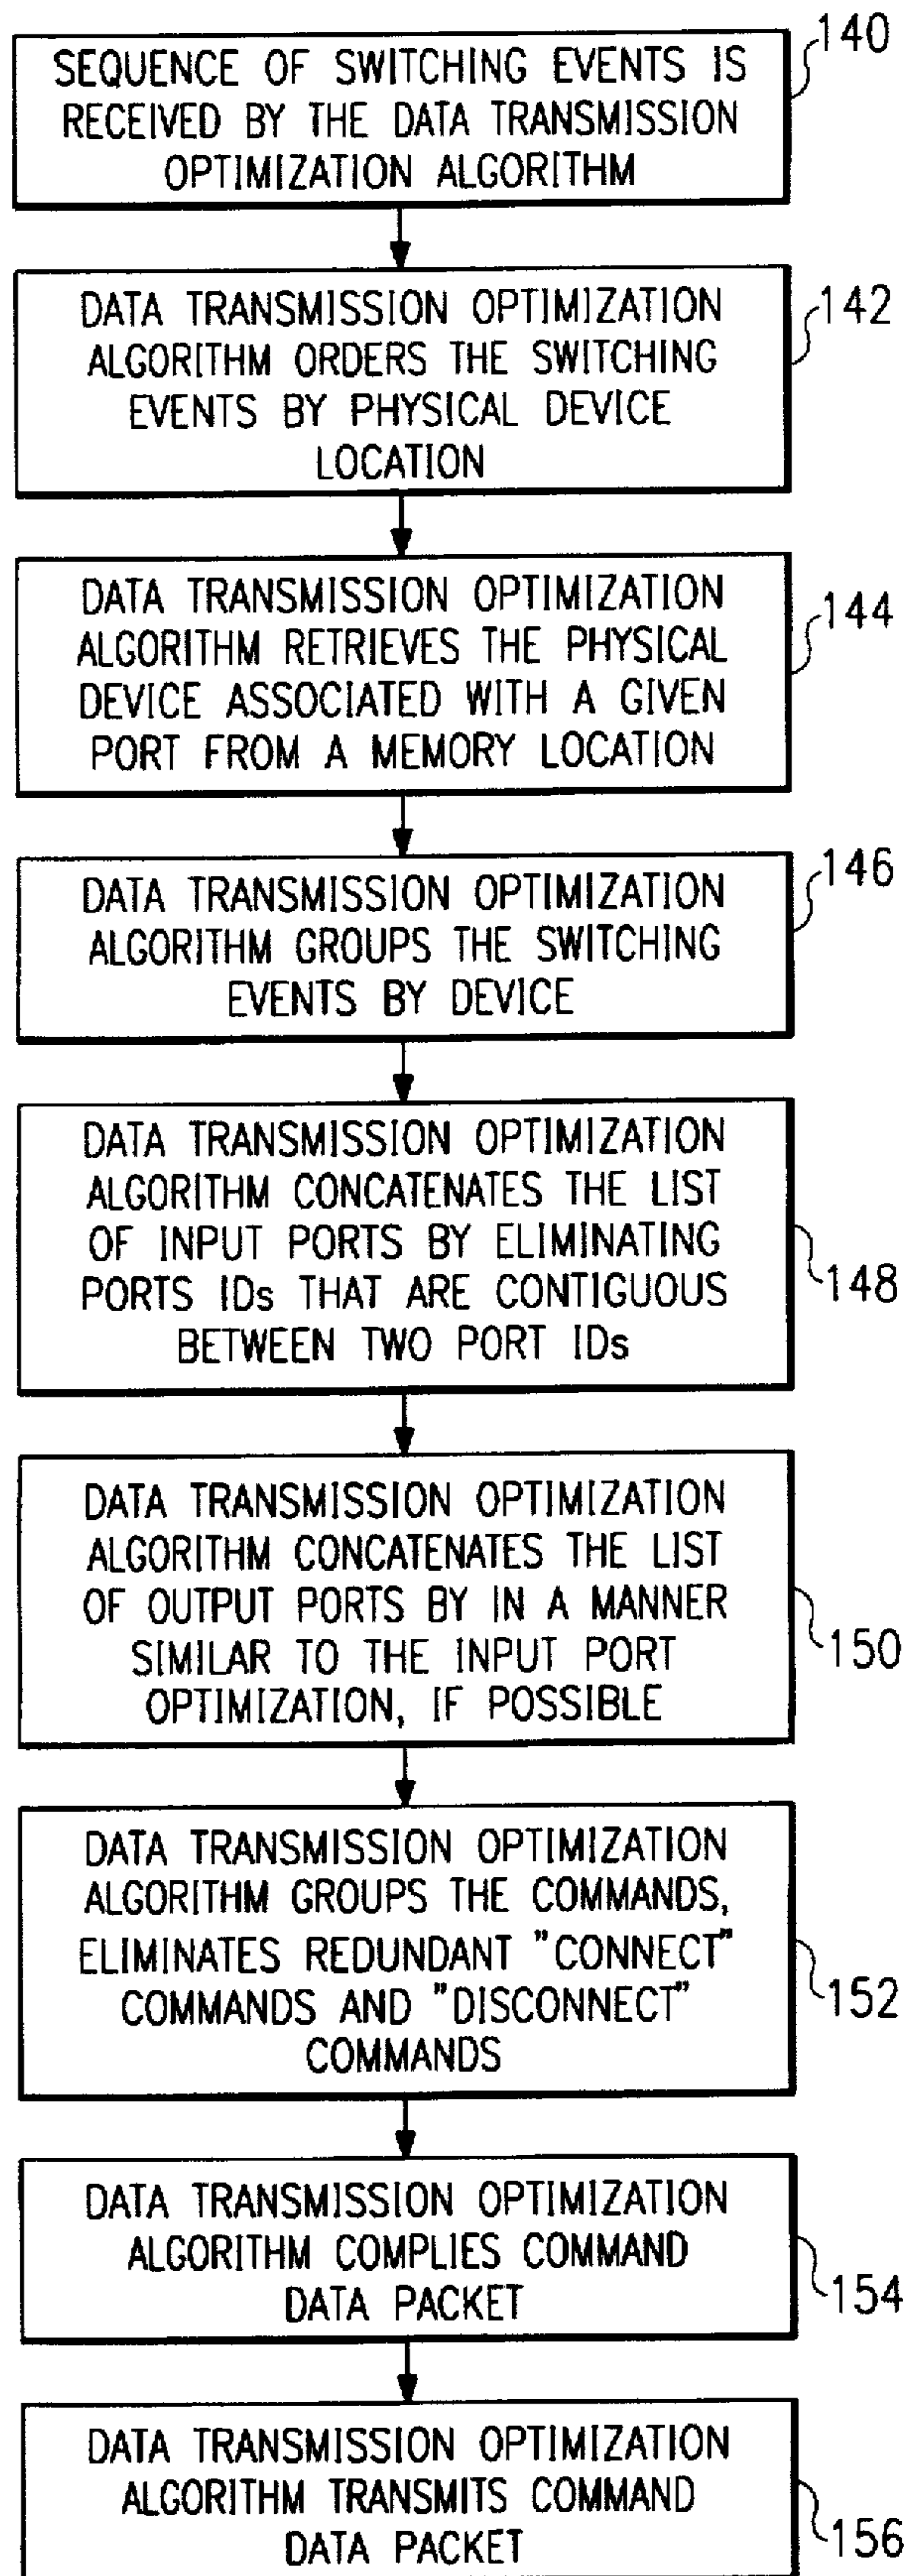 140
SEQUENCE OF SWITCHING EVENTS IS
RECEIVED BY THE DATA TRANSMISSION
OPTIMIZATION ALGORITHM
DATA TRANSMISSION OPTIMIZATION
ALGORITHM ORDERS THE SWITCHING
EVENTS BY PHYSICAL DEVICE
LOCATION
142
DATA TRANSMISSION OPTIMIZATION
ALGORITHM RETRIEVES THE PHYSICAL
DEVICE ASSOCIATED WITH A GIVEN
PORT FROM A MEMORY LOCATION
144
DATA TRANSMISSION OPTIMIZATION
ALGORITHM GROUPS THE SWITCHING
EVENTS BY DEVICE
146
DATA TRANSMISSION OPTIMIZATION
ALGORITHM CONCATENATES THE LIST
OF INPUT PORTS BY ELIMINATING
PORTS IDs THAT ARE CONTIGUOUS
BETWEEN TWO PORT IDs
148
DATA TRANSMISSION OPTIMIZATION
ALGORITHM CONCATENATES THE LIST
OF OUTPUT PORTS BY IN A MANNER
SIMILAR TO THE INPUT PORT
OPTIMIZATION, IF POSSIBLE
150
DATA TRANSMISSION OPTIMIZATION
ALGORITHM GROUPS THE COMMANDS,
ELIMINATES REDUNDANT "CONNECT"
COMMANDS AND "DISCONNECT"
COMMANDS
152
DATA TRANSMISSION OPTIMIZATION
ALGORITHM COMPLIES COMMAND
DATA PACKET
154
DATA TRANSMISSION OPTIMIZATION
ALGORITHM TRANSMITS COMMAND
DATA PACKET
156